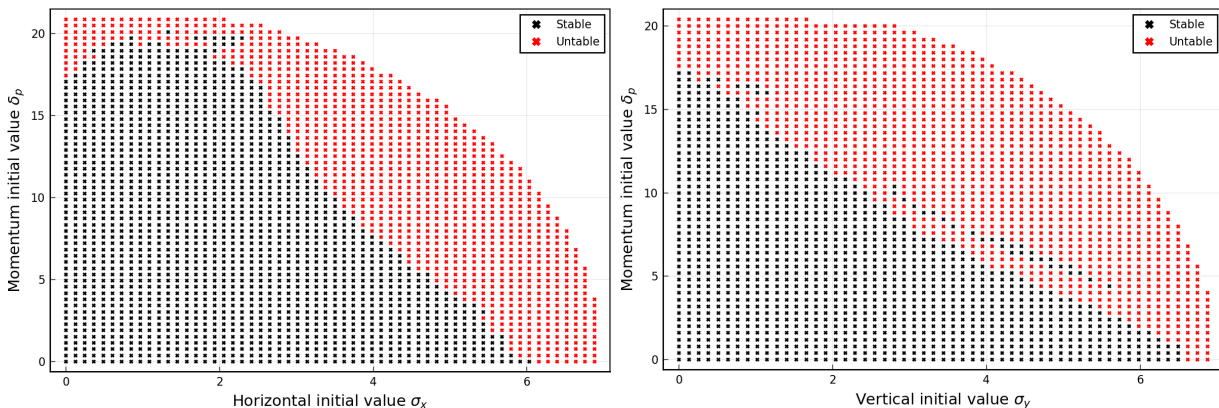 Momentum initial value δp
20
15
10
5
0
Stable
Untable
0 2 4 6
Horizontal initial value σx
Momentum initial value δp
20
15
10
5
0
Stable
Untable
0 2 4 6
Vertical initial value σy